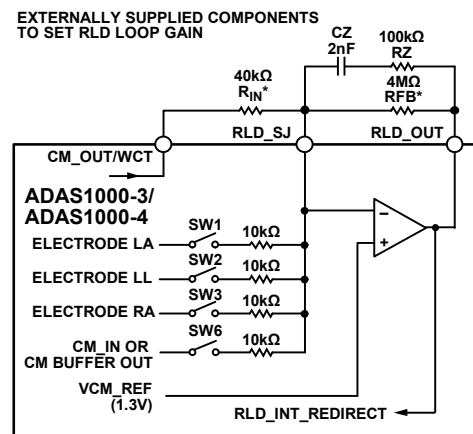 EXTERNALLY SUPPLIED COMPONENTS
TO SET RLD LOOP GAIN
CZ
2nF
100kΩ
RZ
40kΩ
R_IN*
4MΩ
RFB*
CM_OUT/WCT
RLD_SJ
RLD_OUT
ADAS1000-3/
ADAS1000-4
SW1
10kΩ
ELECTRODE LA
SW2
10kΩ
ELECTRODE LL
SW3
10kΩ
ELECTRODE RA
SW6
10kΩ
CM_IN OR
CM BUFFER OUT
–
+
VCM_REF
(1.3V)
RLD_INT_REDIRECT